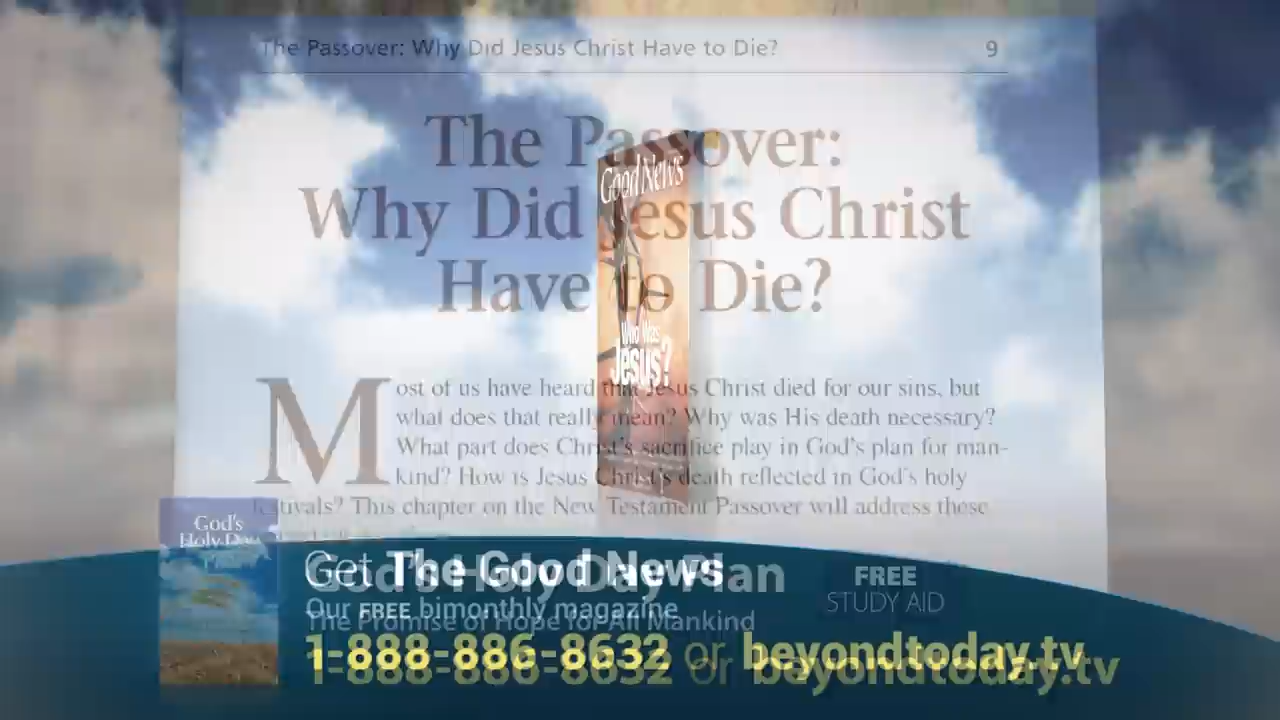 The Passover: Why Did Jesus Christ Have to Die? 9
The Passover:
Why Did Jesus Christ
Have to Die?
Good News
Who Was
Jesus?
Most of us have heard that Jesus Christ died for our sins, but
what does that really mean? Why was His death necessary?
What part does Christ's sacrifice play in God's plan for man-
kind? How is Jesus Christ's death reflected in God's holy
festivals? This chapter on the New Testament Passover will address these
God's
Holy Day
Get The Good News
God's Holy Day Plan
FREE
STUDY AID
Our FREE bimonthly magazine
The Promise of Hope for All Mankind
1-888-886-8632 or beyondtoday.tv
1-888-886-8632 or beyondtoday.tv